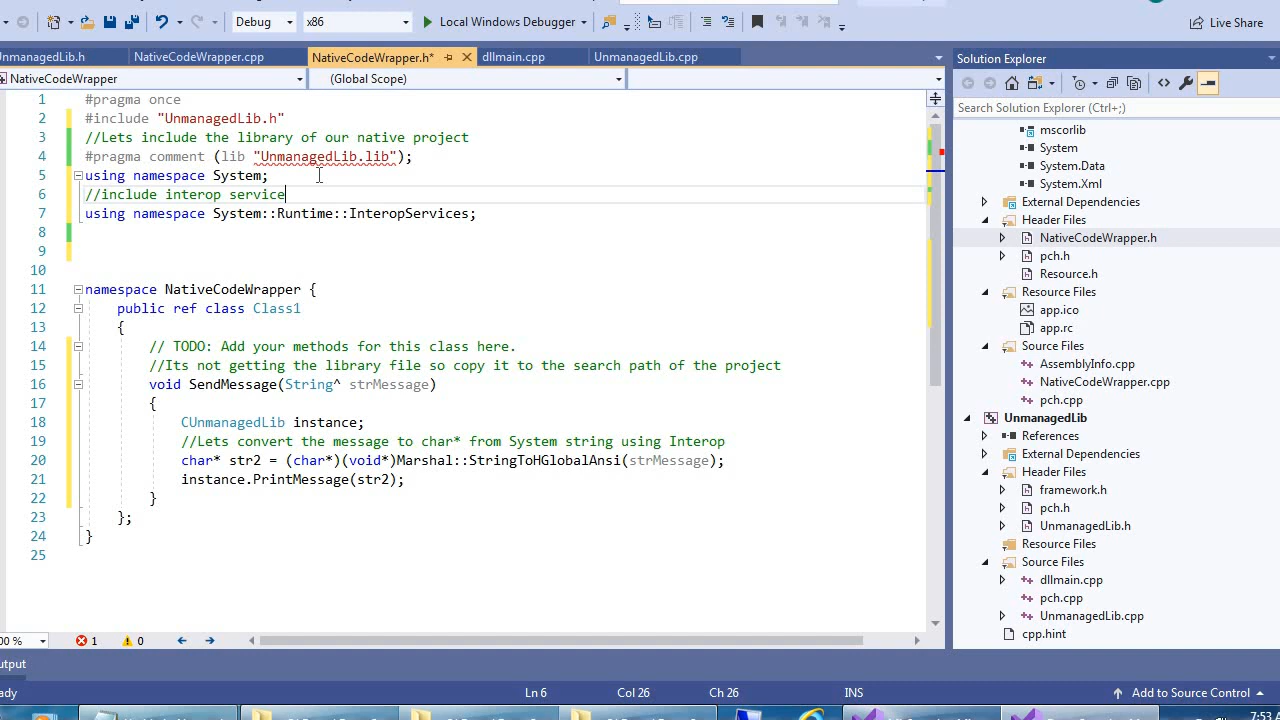 Debug
x86
Local Windows Debugger
Live Share
UnmanagedLib.h
NativeCodeWrapper.cpp
NativeCodeWrapper.h*
dllmain.cpp
UnmanagedLib.cpp
NativeCodeWrapper
(Global Scope)
1 #pragma once
2 #include "UnmanagedLib.h"
3 //Lets include the library of our native project
4 #pragma comment (lib "UnmanagedLib.lib");
5 using namespace System;
6 //include interop service
7 using namespace System::Runtime::InteropServices;
8
9
10
11 namespace NativeCodeWrapper {
12 public ref class Class1
13 {
14 // TODO: Add your methods for this class here.
15 //Its not getting the library file so copy it to the search path of the project
16 void SendMessage(String^ strMessage)
17 {
18 CUnmanagedLib instance;
19 //Lets convert the message to char* from System string using Interop
20 char* str2 = (char*)(void*)Marshal::StringToHGlobalAnsi(strMessage);
21 instance.PrintMessage(str2);
22 }
23 };
24 }
25
00 %
1
0
Solution Explorer
Search Solution Explorer (Ctrl+;)
mscorlib
System
System.Data
System.Xml
External Dependencies
Header Files
NativeCodeWrapper.h
pch.h
Resource.h
Resource Files
app.ico
app.rc
Source Files
AssemblyInfo.cpp
NativeCodeWrapper.cpp
pch.cpp
UnmanagedLib
References
External Dependencies
Header Files
framework.h
pch.h
UnmanagedLib.h
Resource Files
Source Files
dllmain.cpp
pch.cpp
UnmanagedLib.cpp
cpp.hint
utput
ady
Ln 6
Col 26
Ch 26
INS
Add to Source Control